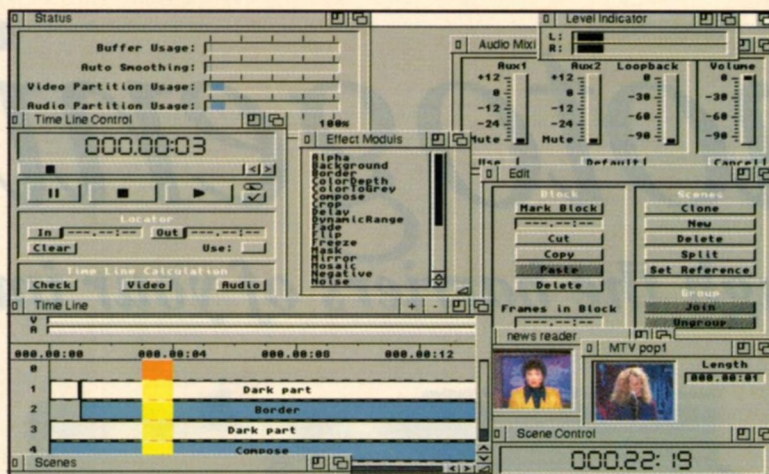 Status
Buffer Usage:
Auto Smoothing:
Video Partition Usage:
Audio Partition Usage:
100%
Level Indicator
L:
R:
Audio Mixi
Aux1 Aux2 Loopback Volume
+12 +12 0 0
0 0 -30 -30
-12 -12 -60 -60
-24 -24 -90 -90
Mute Mute
Use Default Cancel
Time Line Control
000.00:03
Locator
In ---.--:-- Out ---.--:--
Clear Use:
Time Line Calculation
Check Video Audio
Effect Moduls
Alpha
Background
Border
ColorDepth
ColorToGrey
Compose
Crop
Delay
DynamicRange
Fade
Flip
Freeze
Mask
Mirror
Mosaic
Negative
Noise
Edit
Block
Mark Block
---.--:--
Cut
Copy
Paste
Delete
Frames in Block
---.--:--
Scenes
Clone
New
Delete
Split
Set Reference
Group
Join
Ungroup
Time Line
+ -
V
A
000.00:00 000.00:04 000.00:08 000.00:12
0
1 Dark part
2 Border
3 Dark part
4 Compose
Scenes
news reader
MTV pop1
Length
000.00:01
Scene Control
000.22:19